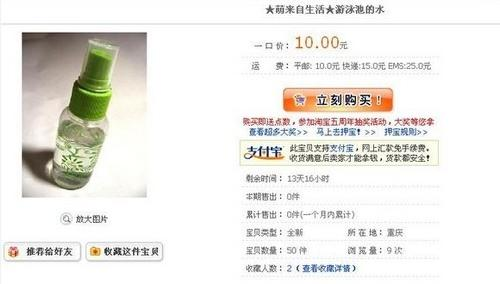 ★萌来自生活★游泳池的水
一 口 价： 10.00元
运 费： 平邮: 10.0元 快递:15.0元 EMS:25.0元
立刻购买！
购买即送点数，参加淘宝五周年抽奖活动，大奖等您拿
查看超多大奖>> 马上去押宝！>> 押宝规则>>
支付宝 此宝贝支持支付宝，网上汇款免手续费。
收货满意后卖家才能拿钱，货款都安全！
剩余时间： 13天16小时
本期售出： 0件
累计售出： 0件(一个月内累计)
宝贝类型： 全新 所 在 地： 重庆
宝贝数量： 50 件 浏 览 量： 9 次
收藏人数： 2（查看收藏详情）
放大图片
推荐给好友 收藏这件宝贝